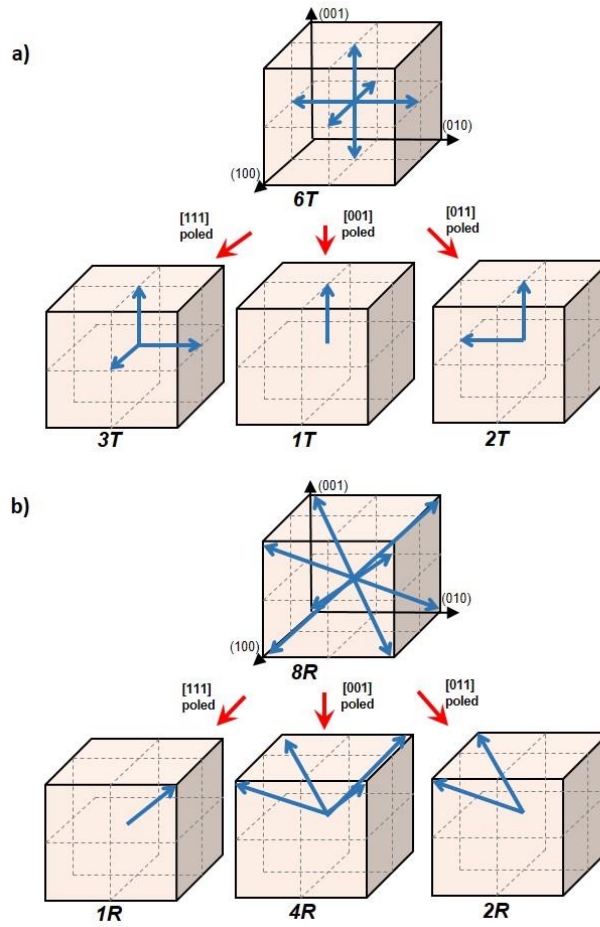 a)
(001)
(010)
(100)
6T
[111]
poled
[001]
poled
[011]
poled
3T
1T
2T
b)
(001)
(010)
(100)
8R
[111]
poled
[001]
poled
[011]
poled
1R
4R
2R